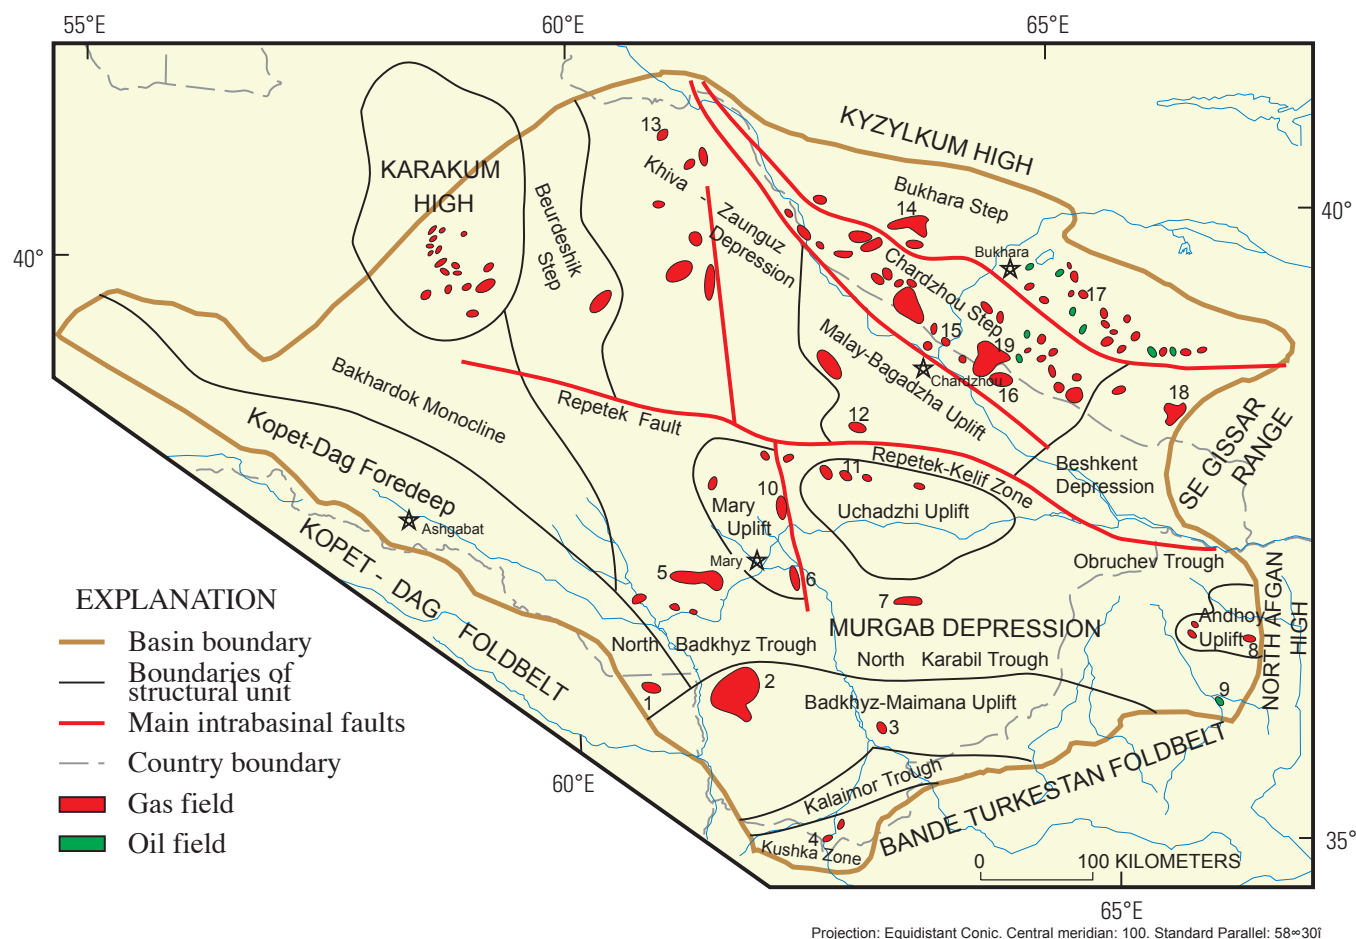 55°E
60°E
65°E
KYZYLKUM HIGH
13
KARAKUM
HIGH
Khiva
-
Zaunguz
Depression
Beurdeshik
Step
Bukhara Step
14
40°
40°
Bukhara
Chardzhou Step
17
15
19
Malay-Bagadzha Uplift
Chardzhou
16
18
Bakhardok Monocline
Repetek Fault
12
SE GISSAR
RANGE
Kopet-Dag Foredeep
Repetek-Kelif Zone
11
Beshkent
Depression
10
Mary
Uplift
Uchadzhi Uplift
Ashgabat
Mary
Obruchev Trough
KOPET - DAG FOLDBELT
5
6
7
NORTH AFGAN
HIGH
Andhoy
Uplift
8
MURGAB DEPRESSION
North Badkhyz Trough
North Karabil Trough
1
2
9
Badkhyz-Maimana Uplift
3
Kalaimor Trough
BANDE TURKESTAN FOLDBELT
4
Kushka Zone
60°E
35°
0
100 KILOMETERS
65°E
EXPLANATION
Basin boundary
Boundaries of
structural unit
Main intrabasinal faults
Country boundary
Gas field
Oil field
Projection: Equidistant Conic. Central meridian: 100. Standard Parallel: 58∞30î